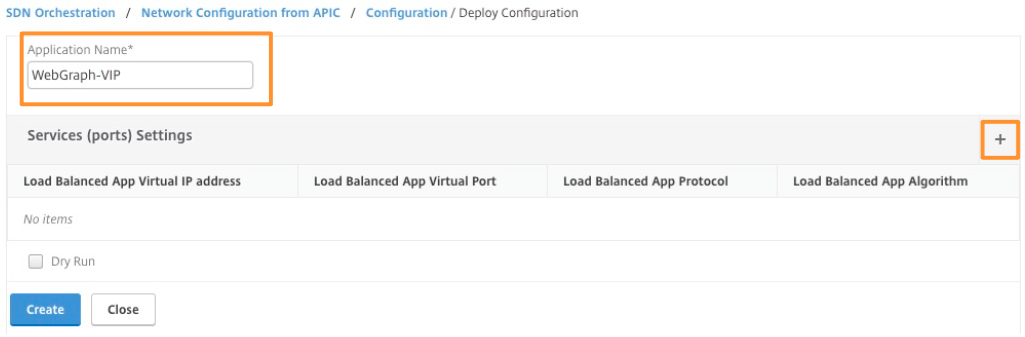 SDN Orchestration / Network Configuration from APIC / Configuration / Deploy Configuration
Application Name*
WebGraph-VIP
Services (ports) Settings
+
Load Balanced App Virtual IP address Load Balanced App Virtual Port Load Balanced App Protocol Load Balanced App Algorithm
No items
Dry Run
Create Close